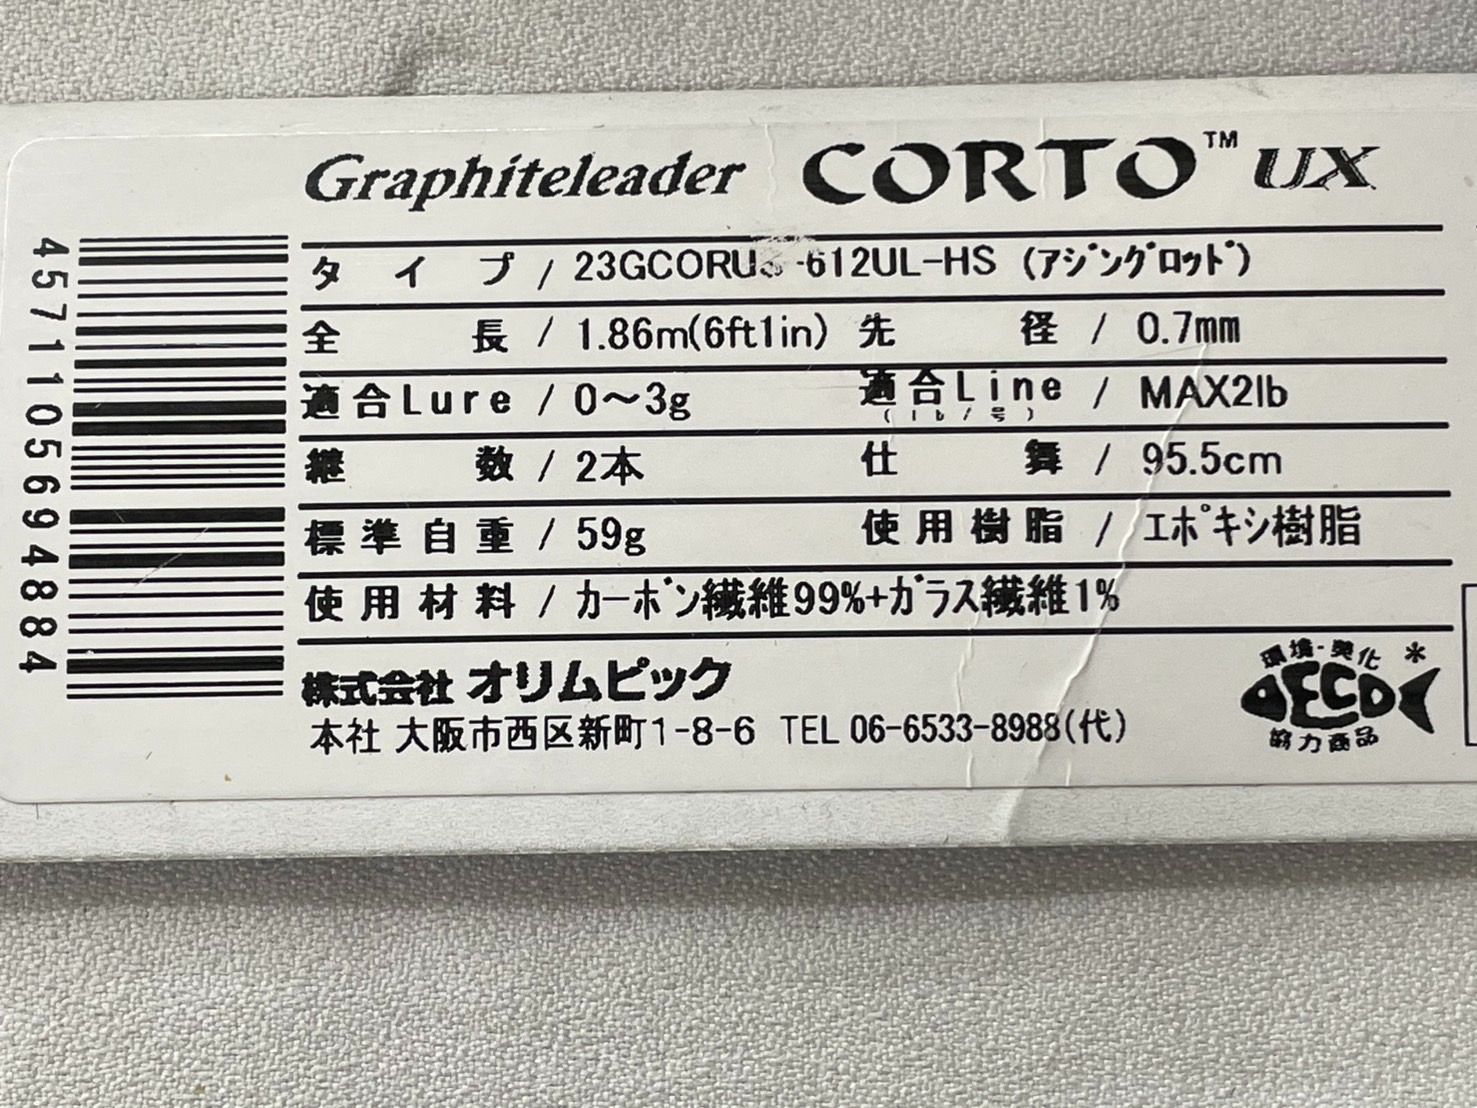 Graphiteleader CORTO™ UX
タイプ / 23GCORUS-612UL-HS (アジングロッド)
全長 / 1.86m(6ft1in) 先径 / 0.7mm
適合Lure / 0〜3g 適合Line (lb/号) / MAX2lb
継数 / 2本 仕舞 / 95.5cm
標準自重 / 59g 使用樹脂 / エポキシ樹脂
使用材料 / カーボン繊維99%+ガラス繊維1%
株式会社 オリムピック
本社 大阪市西区新町1-8-6 TEL 06-6533-8988(代)
環境・美化 *
DECO
協力商品
4571105694884